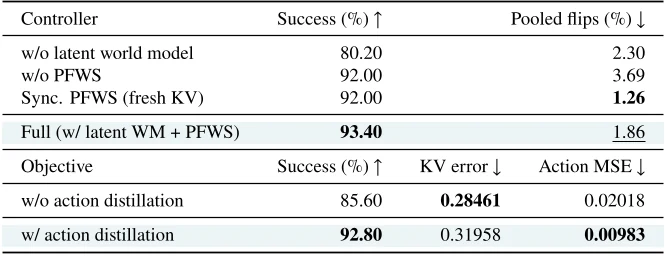 Controller Success (%) ↑ Pooled flips (%) ↓
w/o latent world model 80.20 2.30
w/o PFWS 92.00 3.69
Sync. PFWS (fresh KV) 92.00 1.26
Full (w/ latent WM + PFWS) 93.40 1.86
Objective Success (%) ↑ KV error ↓ Action MSE ↓
w/o action distillation 85.60 0.28461 0.02018
w/ action distillation 92.80 0.31958 0.00983